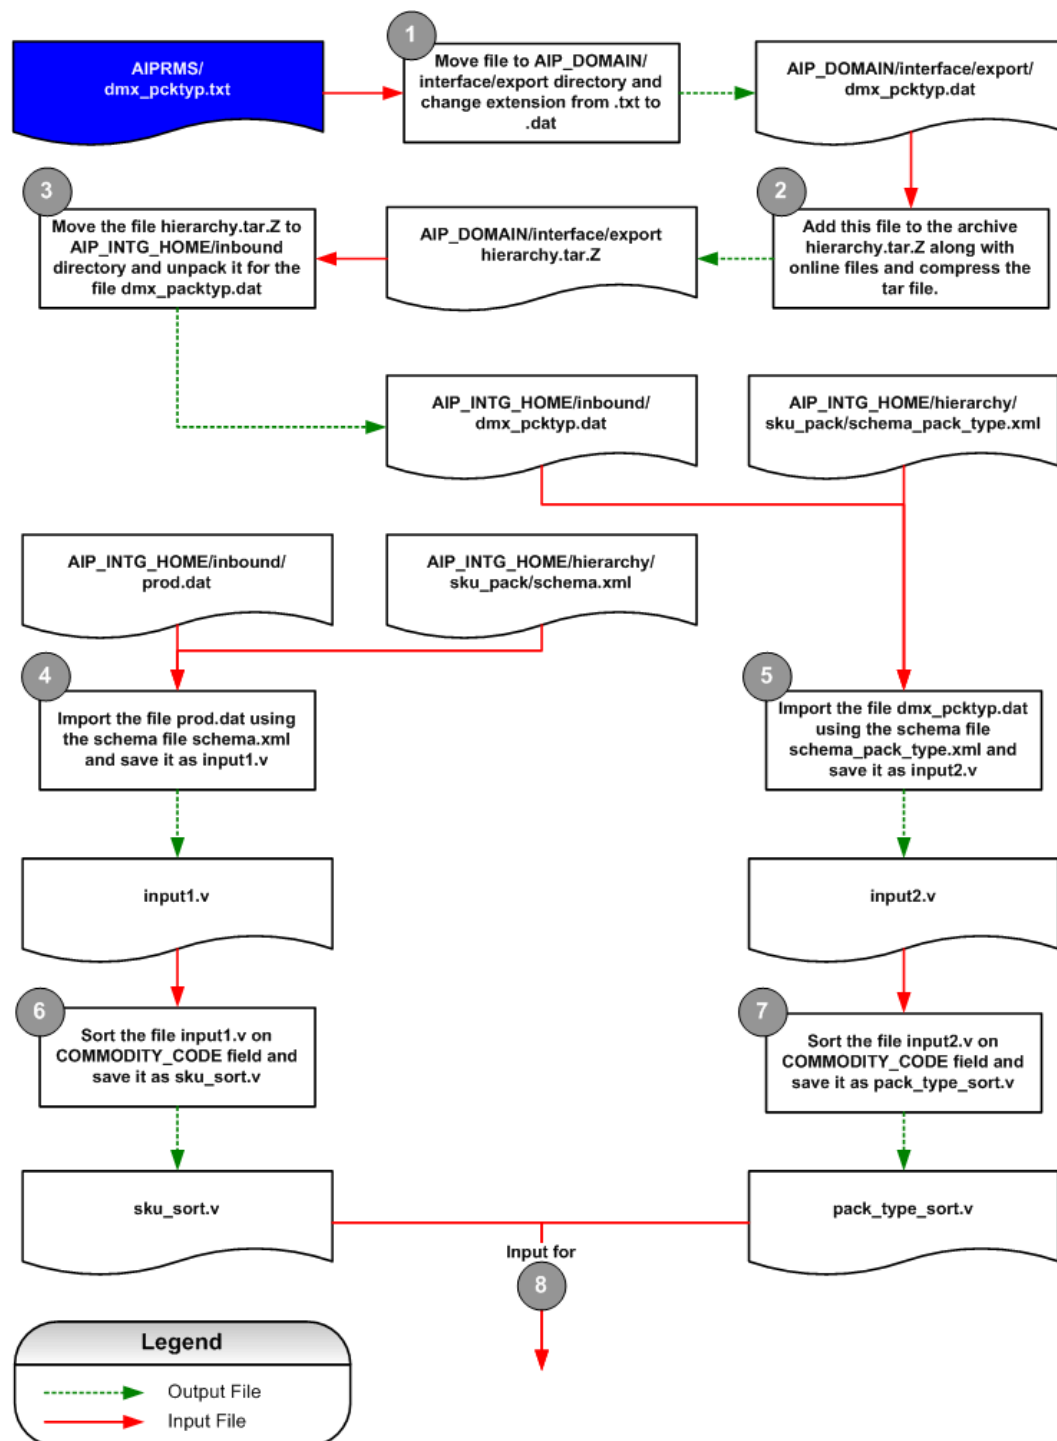 1
AIPRMS/
dmx_pcktyp.txt
Move file to AIP_DOMAIN/
interface/export directory and
change extension from .txt to
.dat
AIP_DOMAIN/interface/export/
dmx_pcktyp.dat
3
Move the file hierarchy.tar.Z to
AIP_INTG_HOME/inbound
directory and unpack it for the
file dmx_packtyp.dat
AIP_DOMAIN/interface/export
hierarchy.tar.Z
2
Add this file to the archive
hierarchy.tar.Z along with
online files and compress the
tar file.
AIP_INTG_HOME/inbound/
dmx_pcktyp.dat
AIP_INTG_HOME/hierarchy/
sku_pack/schema_pack_type.xml
AIP_INTG_HOME/inbound/
prod.dat
AIP_INTG_HOME/hierarchy/
sku_pack/schema.xml
4
Import the file prod.dat using
the schema file schema.xml
and save it as input1.v
5
Import the file dmx_pcktyp.dat
using the schema file
schema_pack_type.xml and
save it as input2.v
input1.v
input2.v
6
Sort the file input1.v on
COMMODITY_CODE field and
save it as sku_sort.v
7
Sort the file input2.v on
COMMODITY_CODE field and
save it as pack_type_sort.v
sku_sort.v
pack_type_sort.v
Input for
8
Legend
Output File
Input File